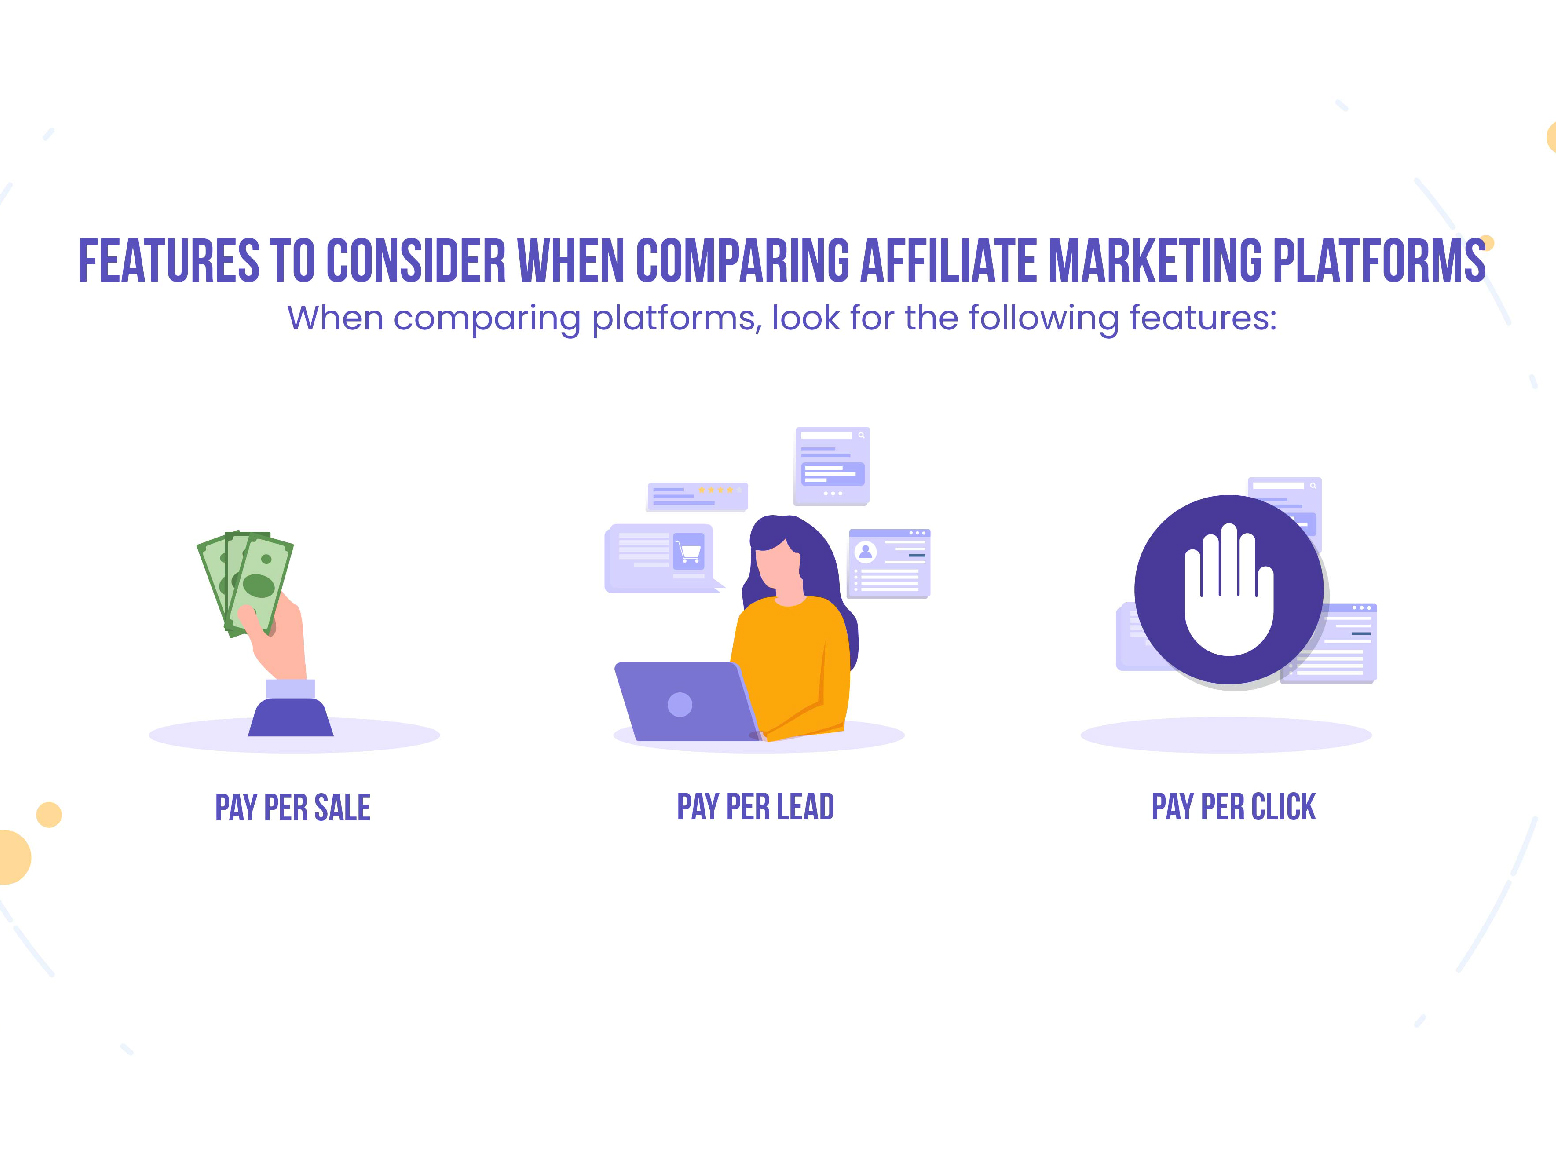 FEATURES TO CONSIDER WHEN COMPARING AFFILIATE MARKETING PLATFORMS
When comparing platforms, look for the following features:
PAY PER SALE
PAY PER LEAD
PAY PER CLICK